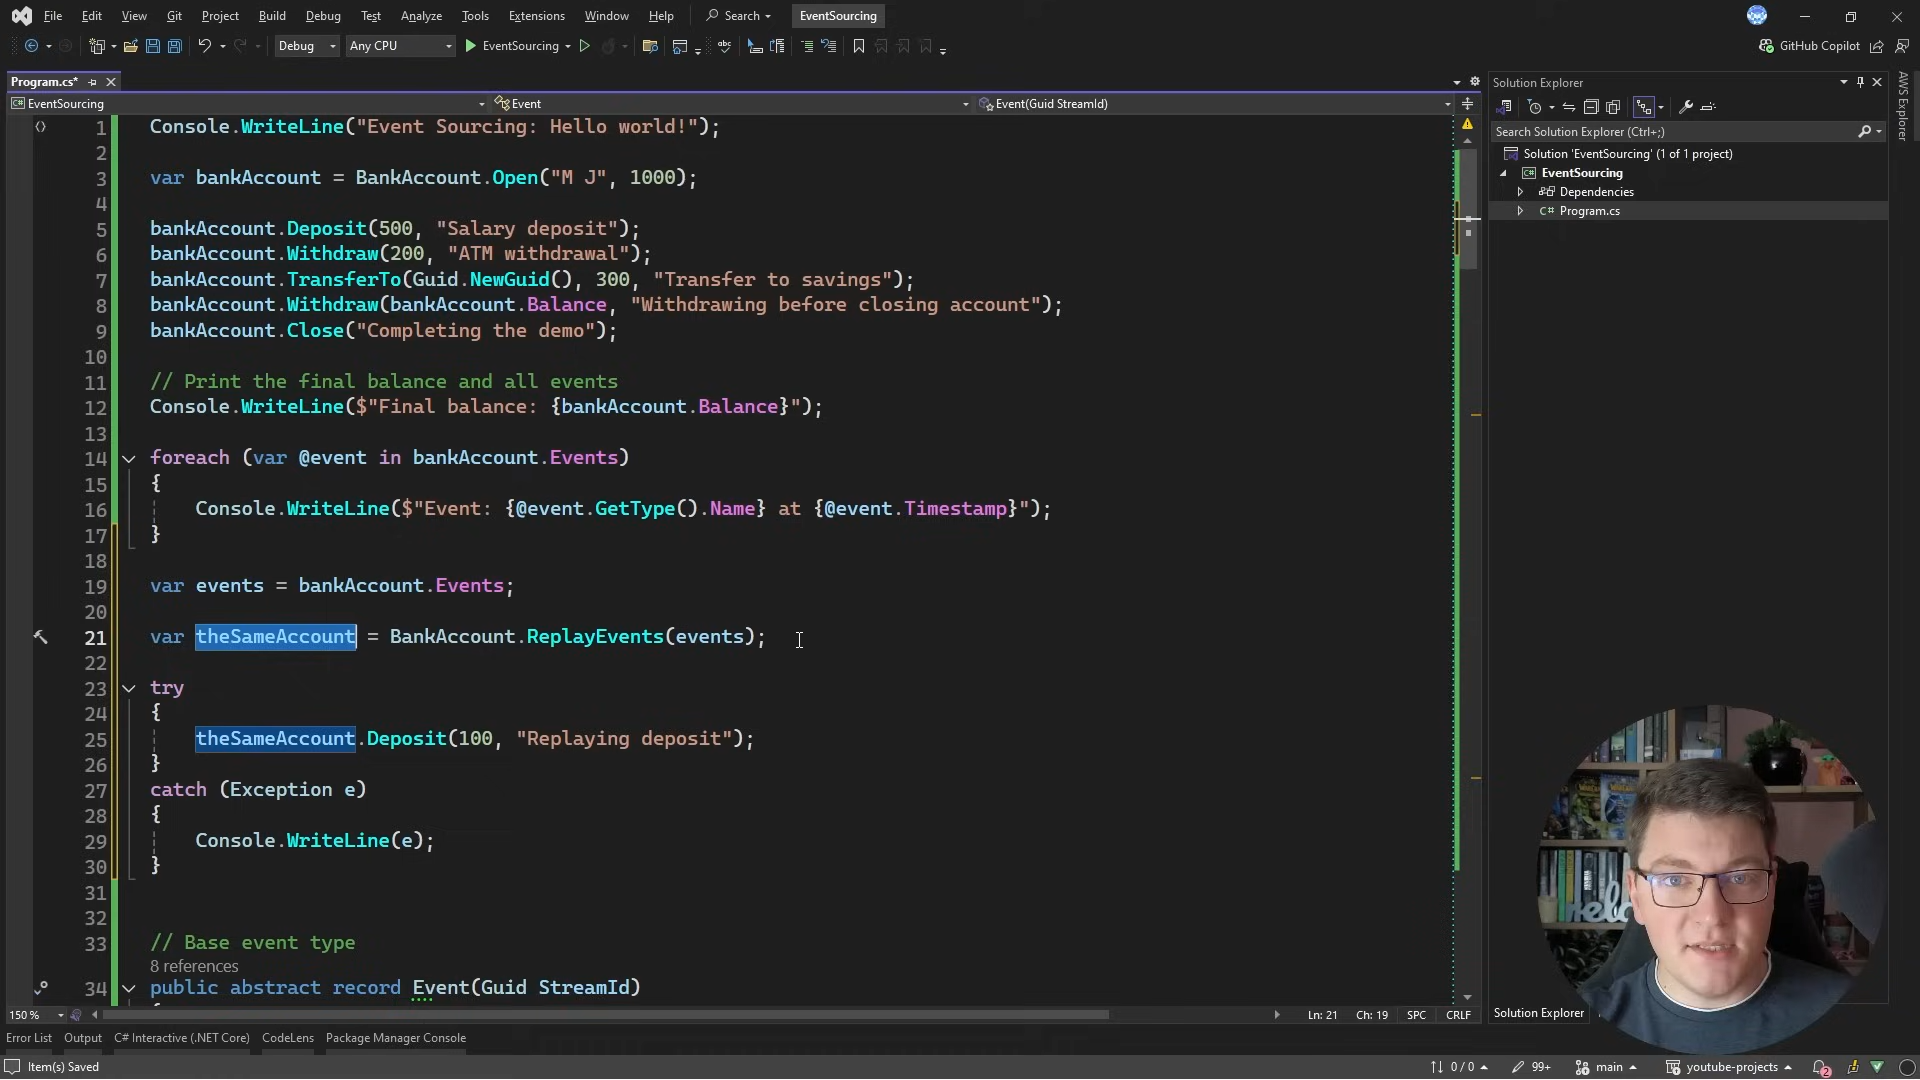 File Edit View Git Project Build Debug Test Analyze Tools Extensions Window Help Search EventSourcing
Debug Any CPU EventSourcing GitHub Copilot
Program.cs*
EventSourcing Event Event(Guid StreamId)
1 Console.WriteLine("Event Sourcing: Hello world!");
2
3 var bankAccount = BankAccount.Open("M J", 1000);
4
5 bankAccount.Deposit(500, "Salary deposit");
6 bankAccount.Withdraw(200, "ATM withdrawal");
7 bankAccount.TransferTo(Guid.NewGuid(), 300, "Transfer to savings");
8 bankAccount.Withdraw(bankAccount.Balance, "Withdrawing before closing account");
9 bankAccount.Close("Completing the demo");
10
11 // Print the final balance and all events
12 Console.WriteLine($"Final balance: {bankAccount.Balance}");
13
14 foreach (var @event in bankAccount.Events)
15 {
16 Console.WriteLine($"Event: {@event.GetType().Name} at {@event.Timestamp}");
17 }
18
19 var events = bankAccount.Events;
20
21 var theSameAccount = BankAccount.ReplayEvents(events);
22
23 try
24 {
25 theSameAccount.Deposit(100, "Replaying deposit");
26 }
27 catch (Exception e)
28 {
29 Console.WriteLine(e);
30 }
31
32
33 // Base event type
8 references
34 public abstract record Event(Guid StreamId)
150 % Ln: 21 Ch: 19 SPC CRLF
Solution Explorer
Search Solution Explorer (Ctrl+;)
Solution 'EventSourcing' (1 of 1 project)
EventSourcing
Dependencies
C# Program.cs
AWS Explorer
Solution Explorer
Error List Output C# Interactive (.NET Core) CodeLens Package Manager Console
Item(s) Saved 0 / 0 99+ main youtube-projects 2